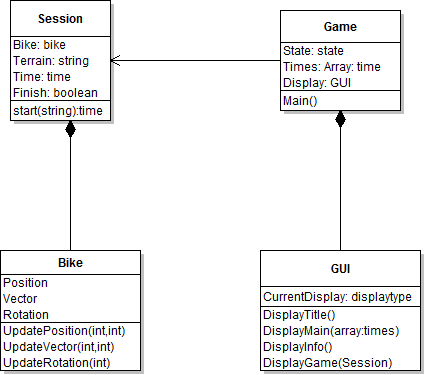 Session
Bike: bike
Terrain: string
Time: time
Finish: boolean
start(string):time
Game
State: state
Times: Array: time
Display: GUI
Main()
Bike
Position
Vector
Rotation
UpdatePosition(int,int)
UpdateVector(int,int)
UpdateRotation(int)
GUI
CurrentDisplay: displaytype
DisplayTitle()
DisplayMain(array:times)
DisplayInfo()
DisplayGame(Session)